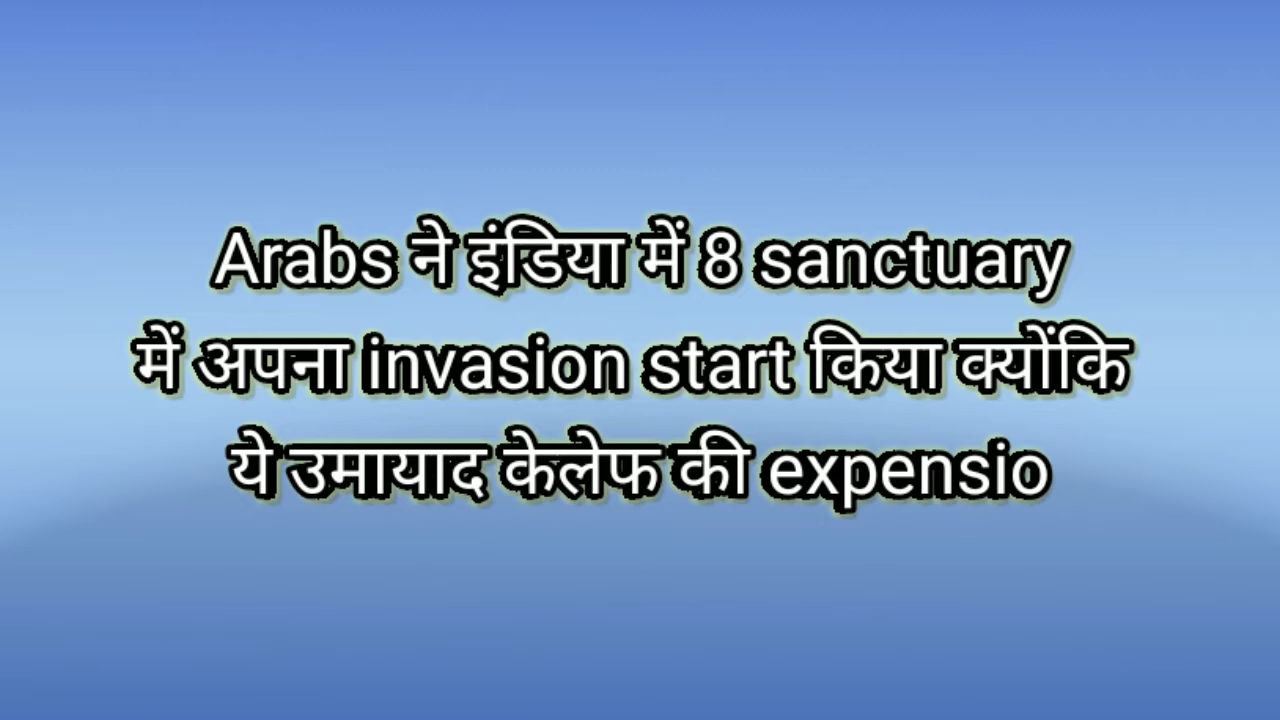 Arabs ने इंडिया में 8 sanctuary
में अपना invasion start किया क्योंकि
ये उमायाद केलेफ की expensio